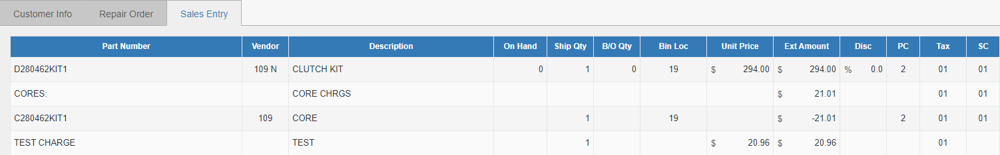 Customer Info Repair Order Sales Entry
Part Number Vendor Description On Hand Ship Qty B/O Qty Bin Loc Unit Price Ext Amount Disc PC Tax SC
D280462KIT1 109 N CLUTCH KIT 0 1 0 19 $ 294.00 $ 294.00 % 0.0 2 01 01
CORES: CORE CHRGS $ 21.01 01 01
C280462KIT1 109 CORE 1 19 $ -21.01 2 01 01
TEST CHARGE TEST 1 $ 20.96 $ 20.96 01